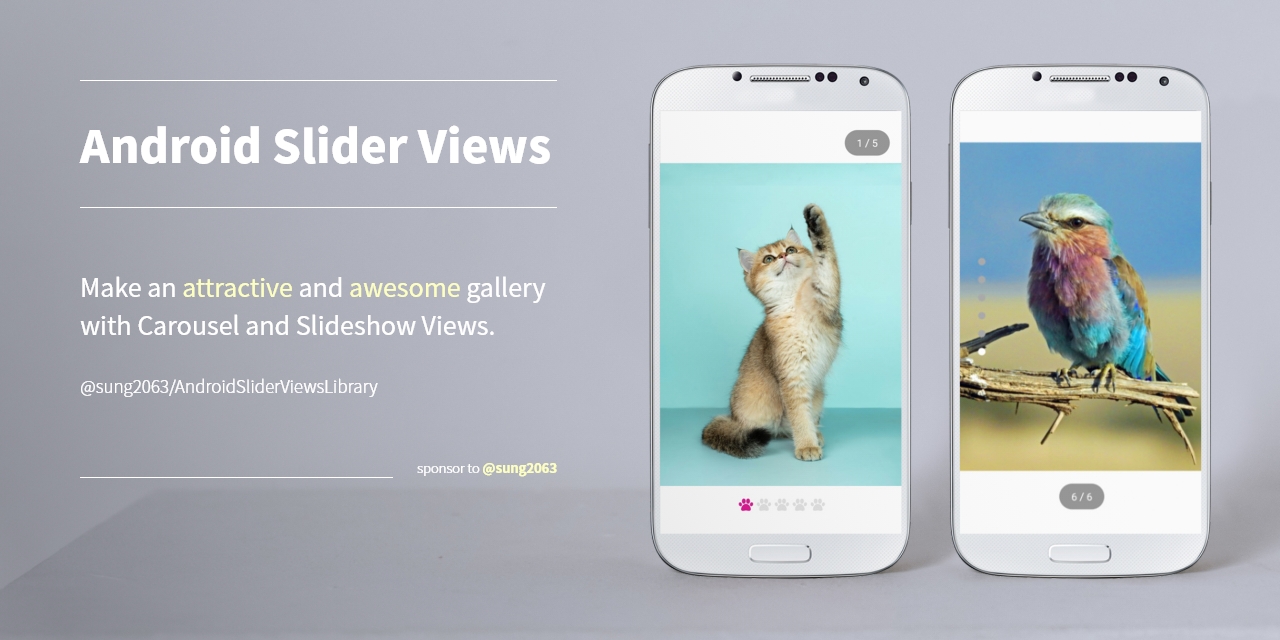 Android Slider Views
Make an attractive and awesome gallery
with Carousel and Slideshow Views.
@sung2063/AndroidSliderViewsLibrary
sponsor to @sung2063
1 / 5
6 / 6